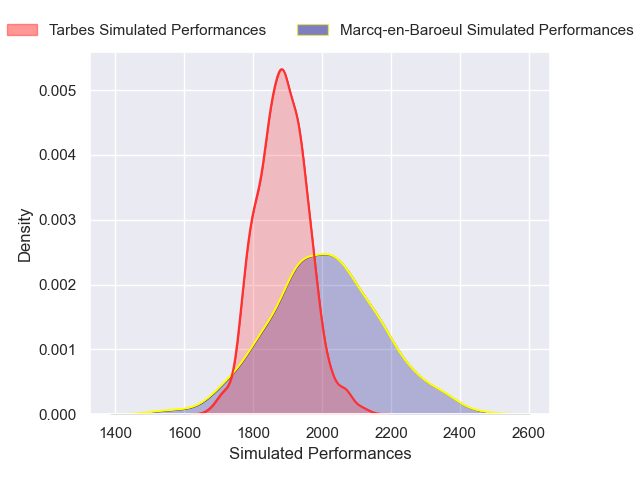 Tarbes Simulated Performances Marcq-en-Baroeul Simulated Performances
0.005
0.004
0.003
0.002
0.001
0.000
Density
1400 1600 1800 2000 2200 2400 2600
Simulated Performances